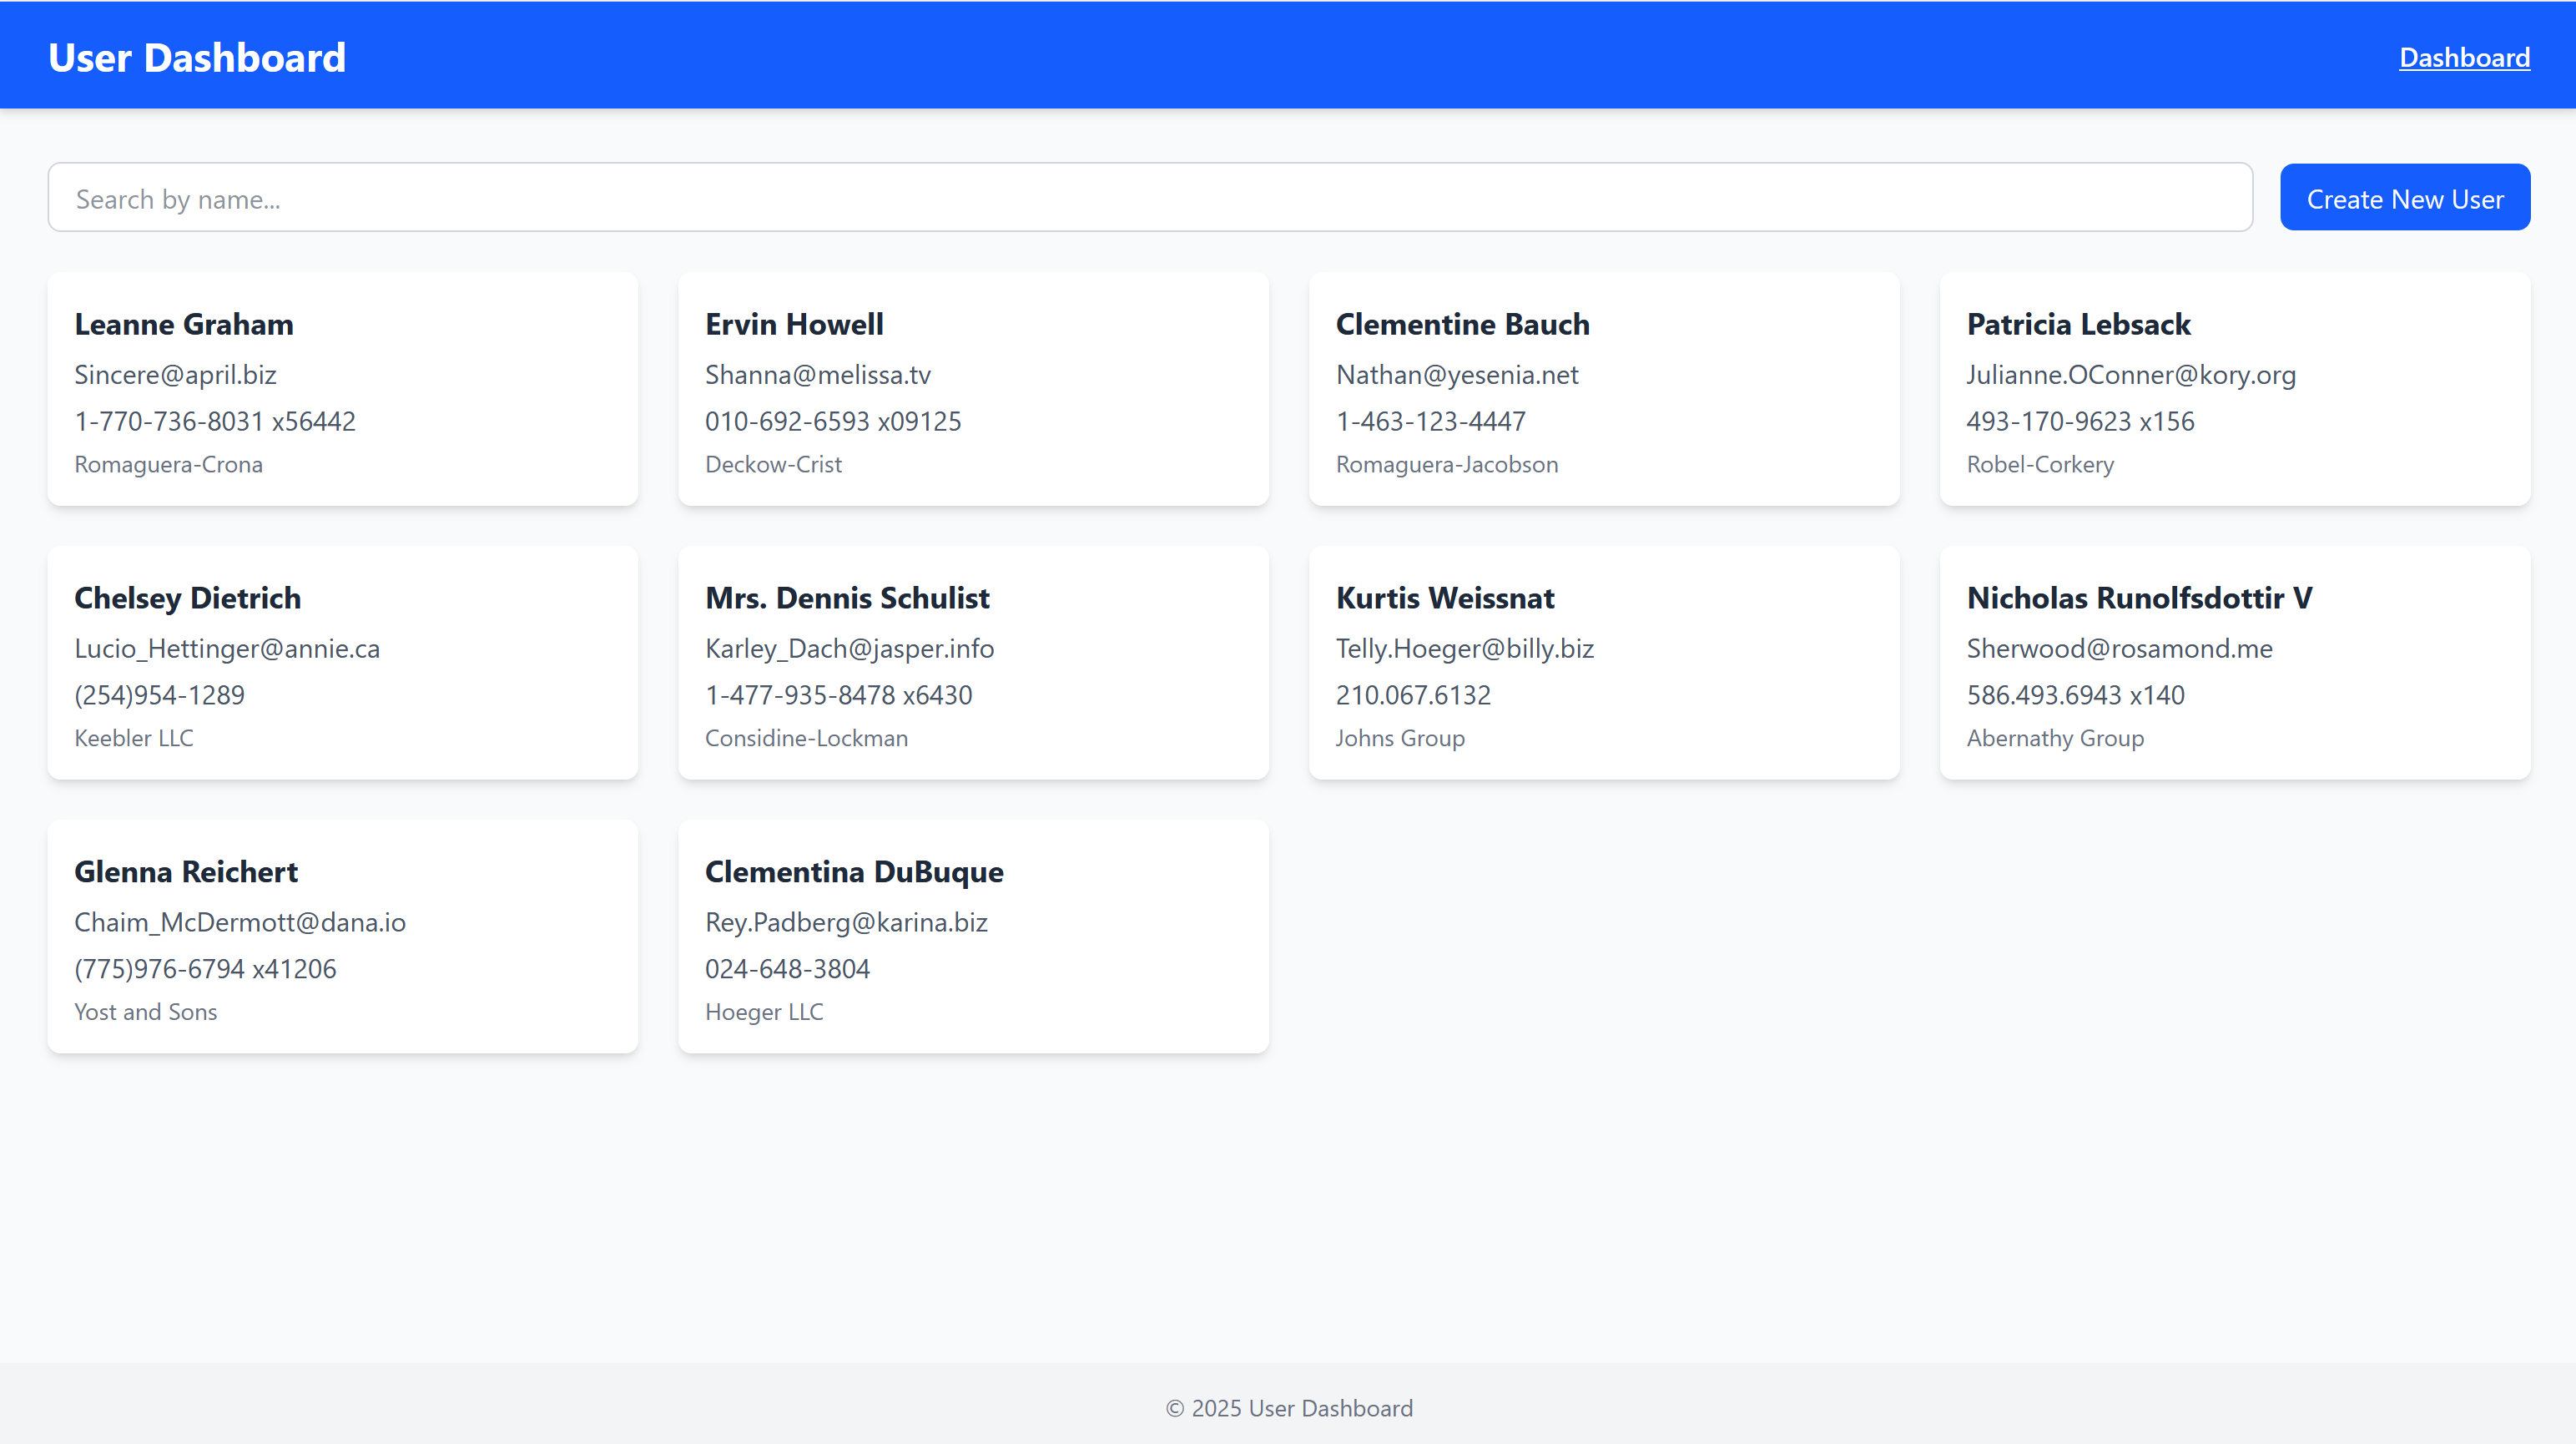 User Dashboard
Dashboard
Search by name...
Create New User
Leanne Graham
Sincere@april.biz
1-770-736-8031 x56442
Romaguera-Crona
Ervin Howell
Shanna@melissa.tv
010-692-6593 x09125
Deckow-Crist
Clementine Bauch
Nathan@yesenia.net
1-463-123-4447
Romaguera-Jacobson
Patricia Lebsack
Julianne.OConner@kory.org
493-170-9623 x156
Robel-Corkery
Chelsey Dietrich
Lucio_Hettinger@annie.ca
(254)954-1289
Keebler LLC
Mrs. Dennis Schulist
Karley_Dach@jasper.info
1-477-935-8478 x6430
Considine-Lockman
Kurtis Weissnat
Telly.Hoeger@billy.biz
210.067.6132
Johns Group
Nicholas Runolfsdottir V
Sherwood@rosamond.me
586.493.6943 x140
Abernathy Group
Glenna Reichert
Chaim_McDermott@dana.io
(775)976-6794 x41206
Yost and Sons
Clementina DuBuque
Rey.Padberg@karina.biz
024-648-3804
Hoeger LLC
© 2025 User Dashboard